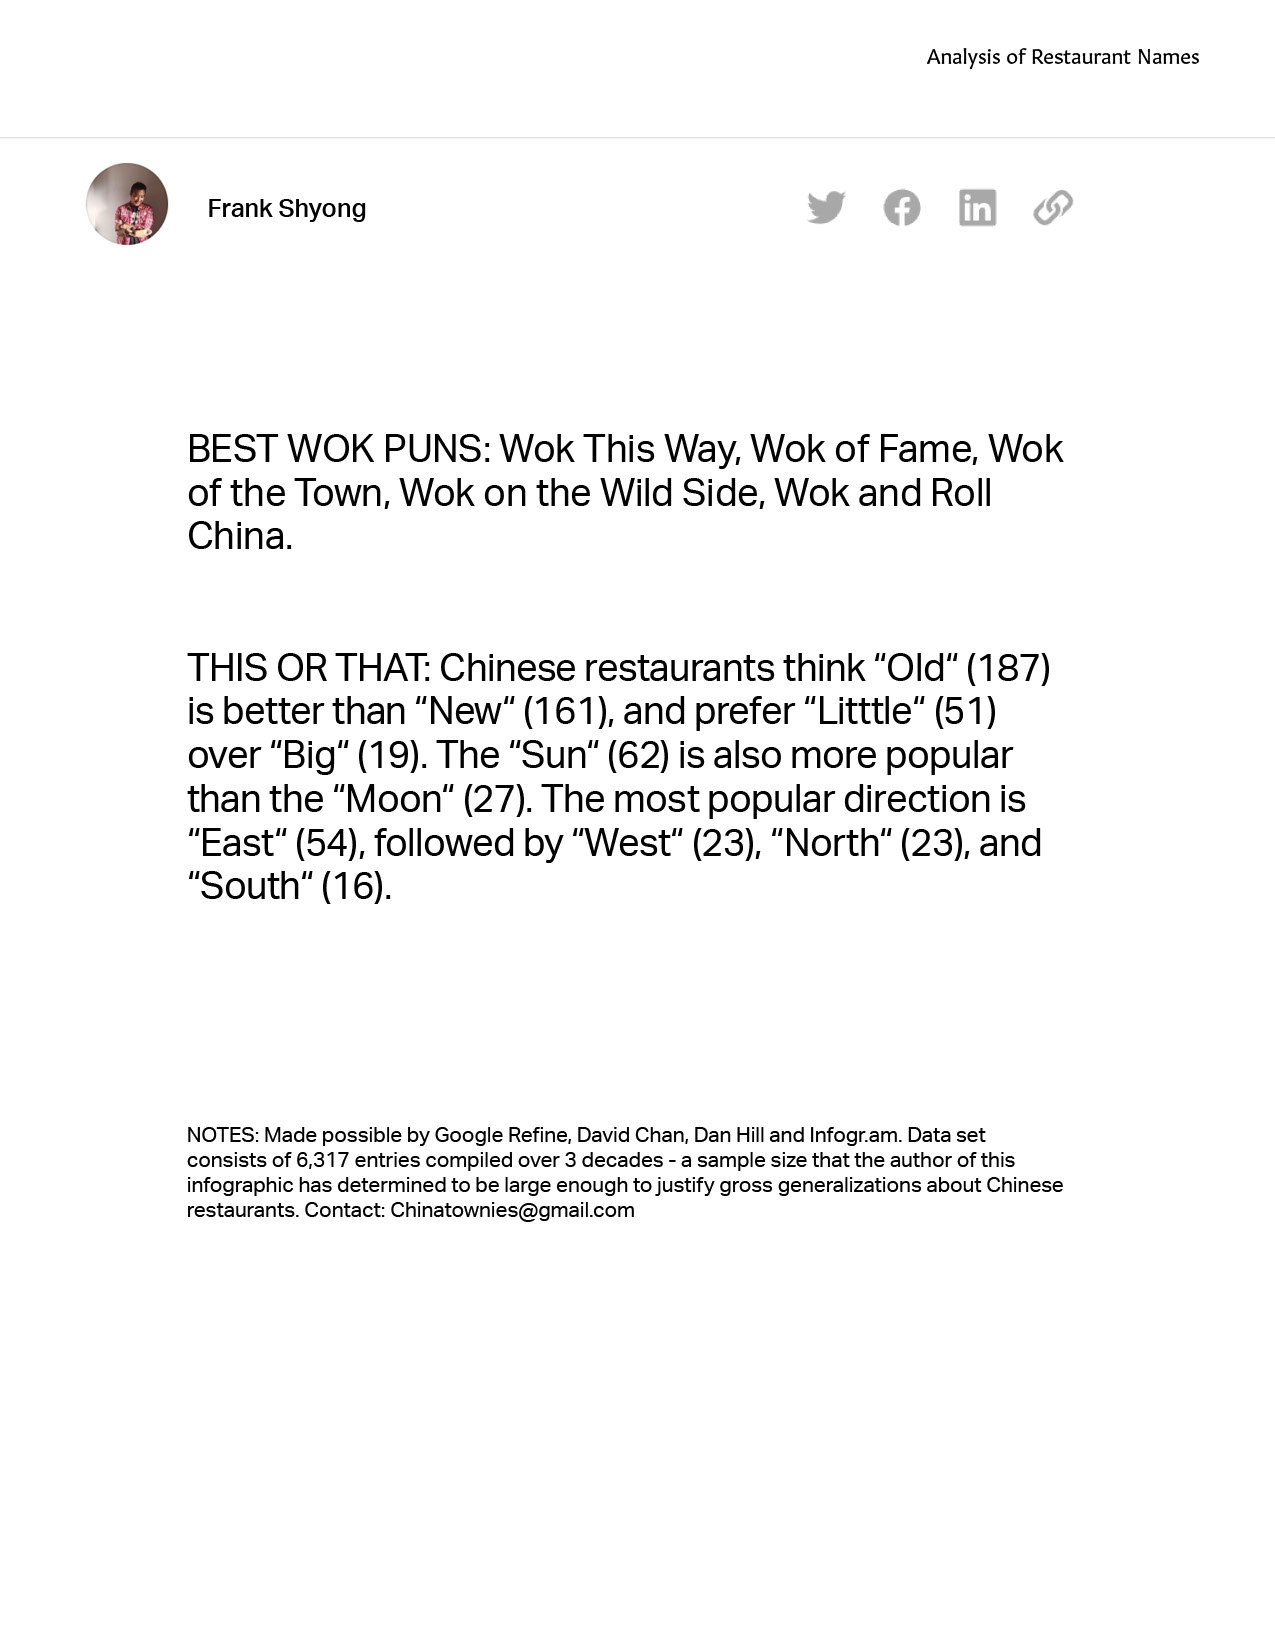 Analysis of Restaurant Names
Frank Shyong
BEST WOK PUNS: Wok This Way, Wok of Fame, Wok
of the Town, Wok on the Wild Side, Wok and Roll
China.
THIS OR THAT: Chinese restaurants think “Old“ (187)
is better than “New“ (161), and prefer “Litttle“ (51)
over “Big“ (19). The “Sun“ (62) is also more popular
than the “Moon“ (27). The most popular direction is
“East“ (54), followed by “West“ (23), “North“ (23), and
“South“ (16).
NOTES: Made possible by Google Refine, David Chan, Dan Hill and Infogr.am. Data set
consists of 6,317 entries compiled over 3 decades - a sample size that the author of this
infographic has determined to be large enough to justify gross generalizations about Chinese
restaurants. Contact: Chinatownies@gmail.com